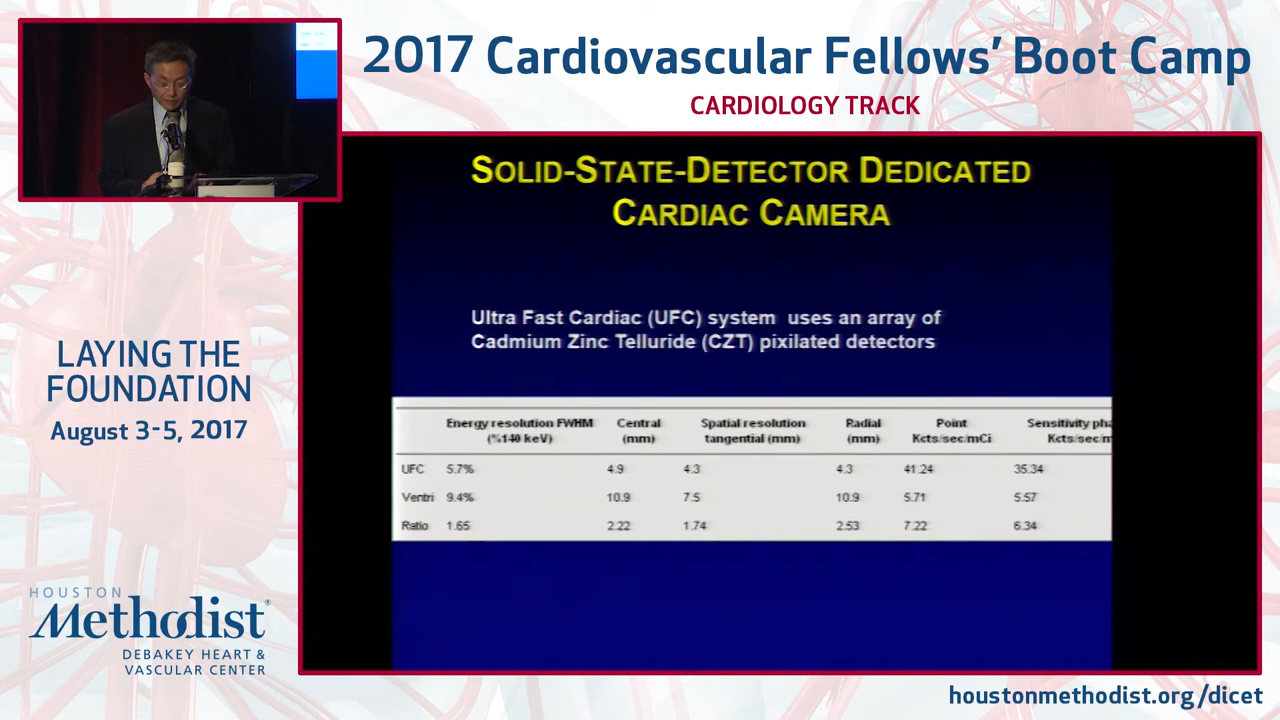 2017 Cardiovascular Fellows' Boot Camp
CARDIOLOGY TRACK
SOLID-STATE-DETECTOR DEDICATED
CARDIAC CAMERA
Ultra Fast Cardiac (UFC) system uses an array of
Cadmium Zinc Telluride (CZT) pixilated detectors
Energy resolution FWHM Central Spatial resolution Radial Point Sensitivity pha
(%140 keV) (mm) tangential (mm) (mm) Kcts/sec/mCi Kcts/sec/m
UFC 5.7% 4.9 4.3 4.3 41.24 35.34
Ventri 9.4% 10.9 7.5 10.9 5.71 5.57
Ratio 1.65 2.22 1.74 2.53 7.22 6.34
LAYING THE
FOUNDATION
August 3-5, 2017
HOUSTON
Methodist®
DEBAKEY HEART &
VASCULAR CENTER
houstonmethodist.org/dicet